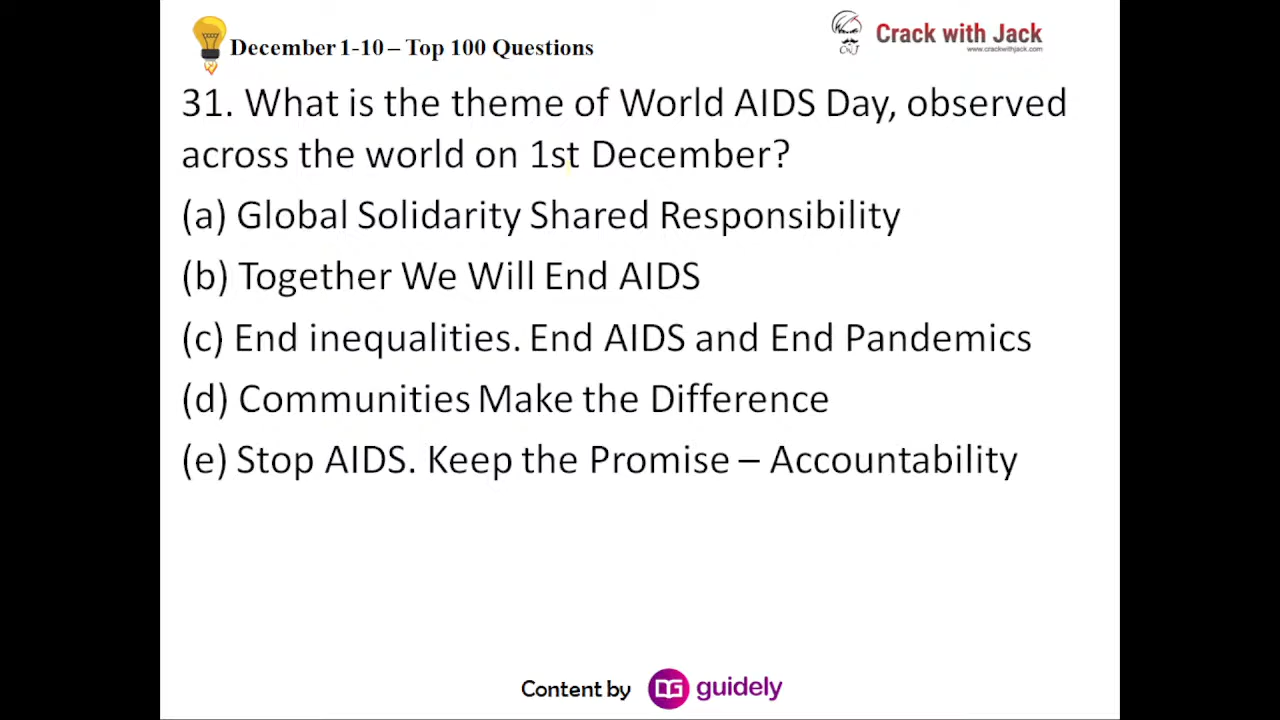 December 1-10 – Top 100 Questions
Crack with Jack
www.crackwithjack.com
31. What is the theme of World AIDS Day, observed
across the world on 1st December?
(a) Global Solidarity Shared Responsibility
(b) Together We Will End AIDS
(c) End inequalities. End AIDS and End Pandemics
(d) Communities Make the Difference
(e) Stop AIDS. Keep the Promise – Accountability
Content by guidely